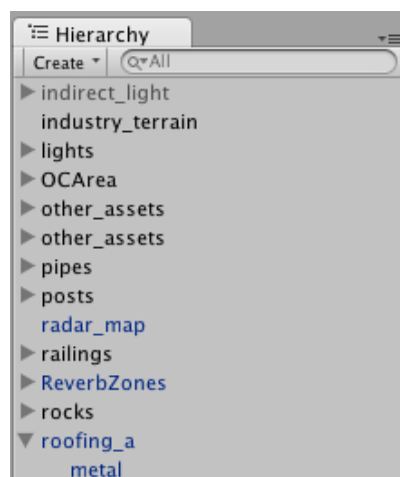 Hierarchy
Create All
indirect_light
industry_terrain
lights
OCArea
other_assets
other_assets
pipes
posts
radar_map
railings
ReverbZones
rocks
roofing_a
metal